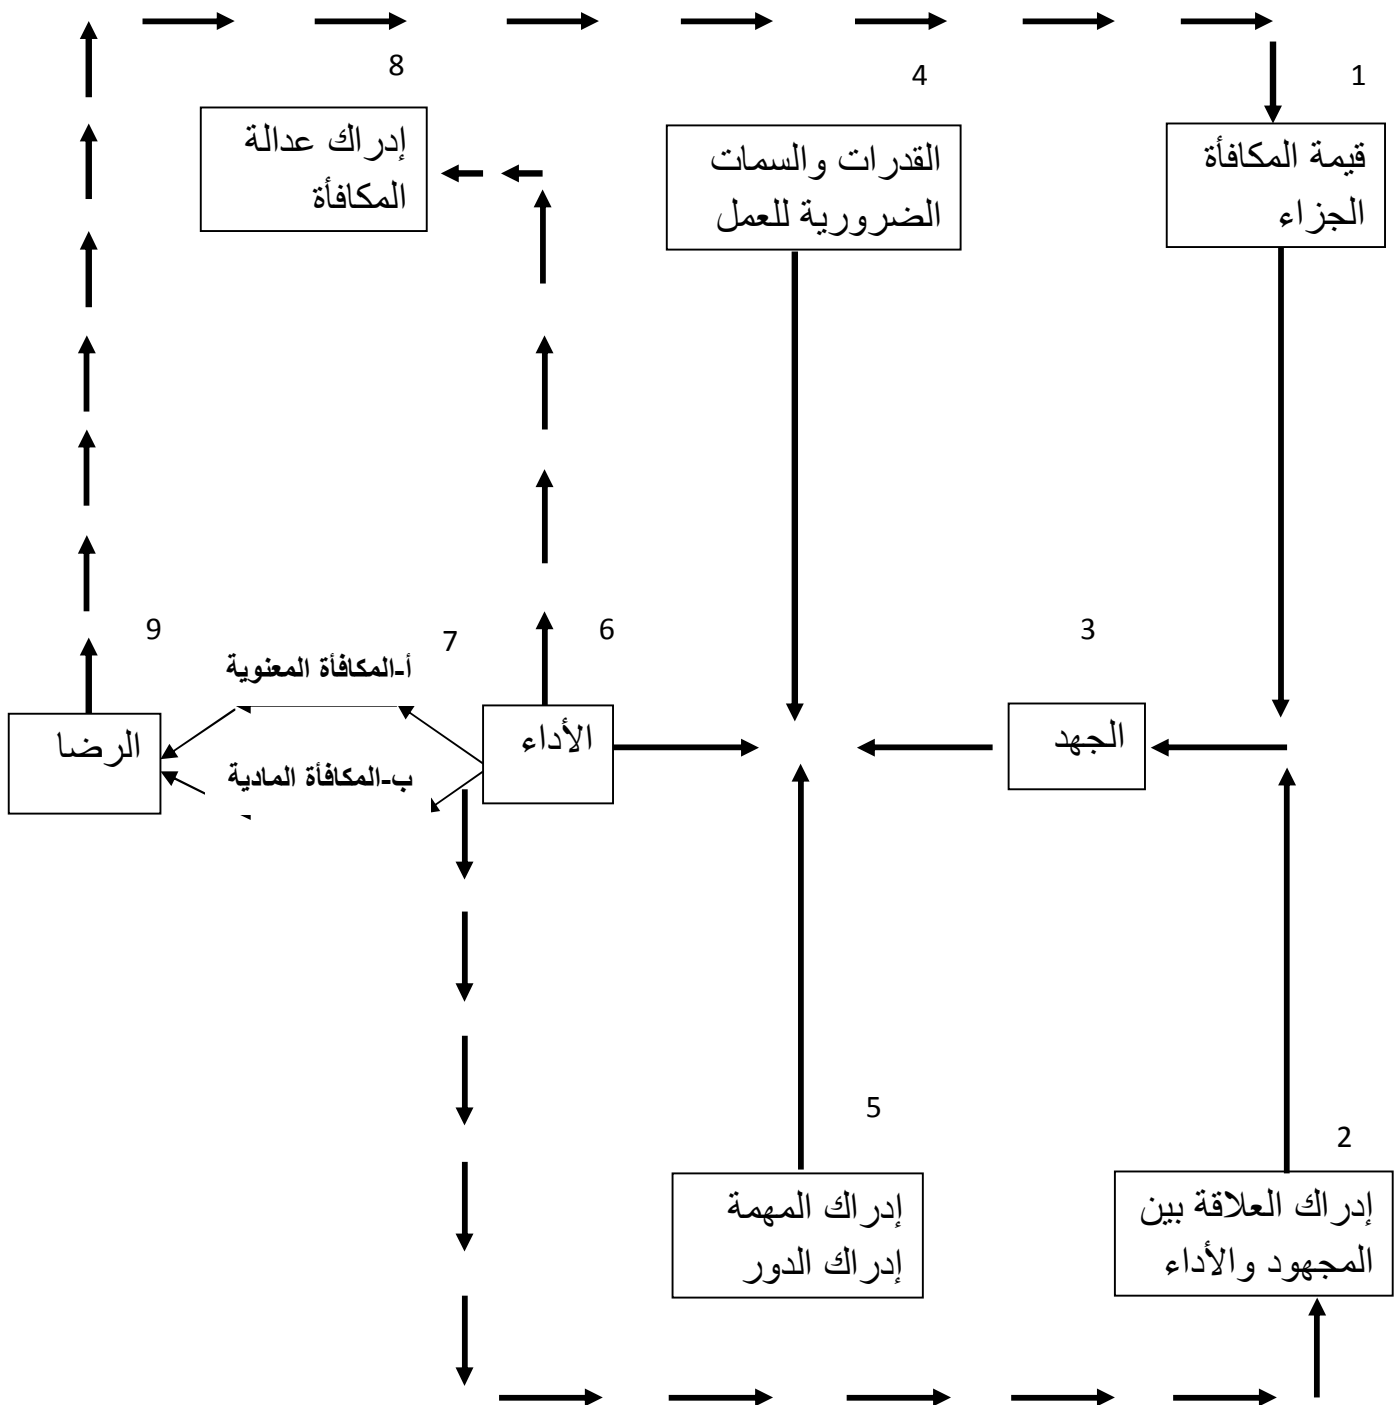 1
قيمة المكافأة
الجزاء
4
القدرات والسمات
الضرورية للعمل
8
إدراك عدالة
المكافأة
3
الجهد
6
الأداء
7
أ-المكافأة المعنوية
ب-المكافأة المادية
9
الرضا
2
إدراك العلاقة بين
المجهود والأداء
5
إدراك المهمة
إدراك الدور